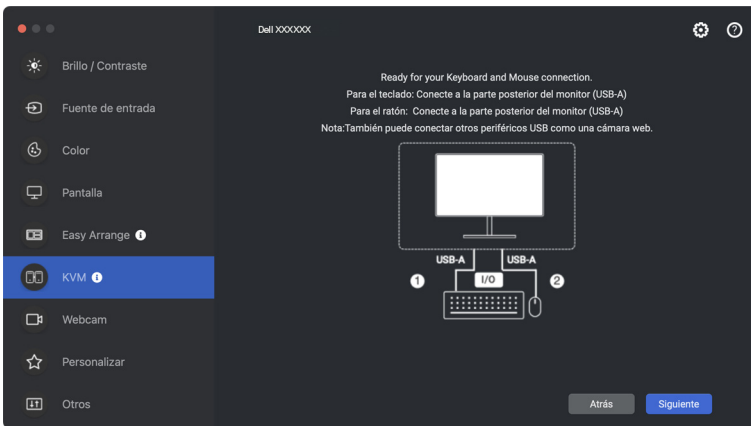 Dell XXXXXX
Brillo / Contraste
Fuente de entrada
Color
Pantalla
Easy Arrange
KVM
Webcam
Personalizar
Otros
Ready for your Keyboard and Mouse connection.
Para el teclado: Conecte a la parte posterior del monitor (USB-A)
Para el ratón: Conecte a la parte posterior del monitor (USB-A)
Nota:También puede conectar otros periféricos USB como una cámara web.
USB-A USB-A
1 I/O 2
Atrás Siguiente